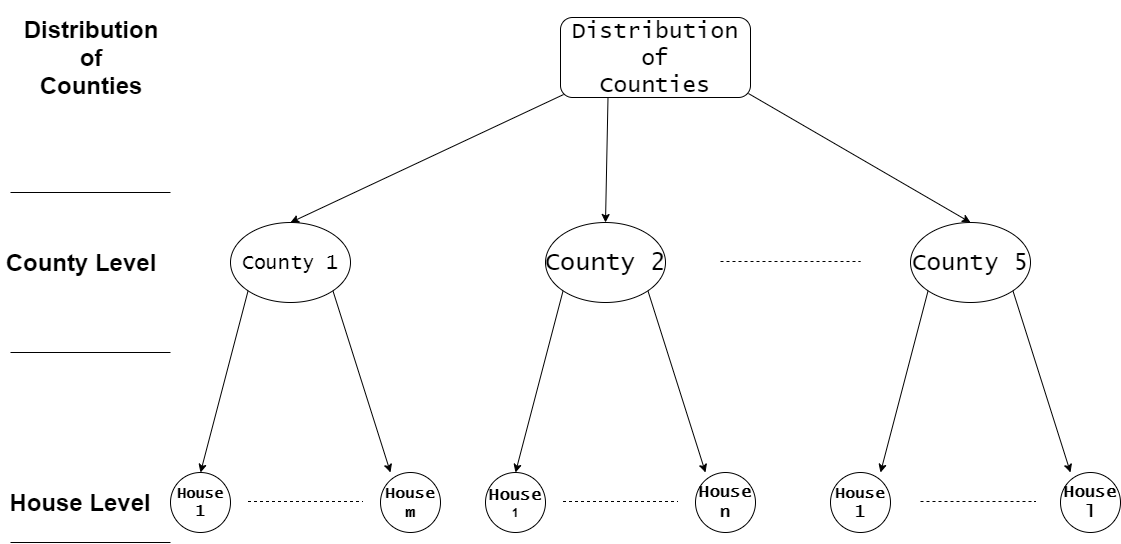 Distribution
of
Counties
Distribution
of
Counties
County Level
County 1
County 2
County 5
House Level
House
1
House
m
House
1
House
n
House
1
House
l